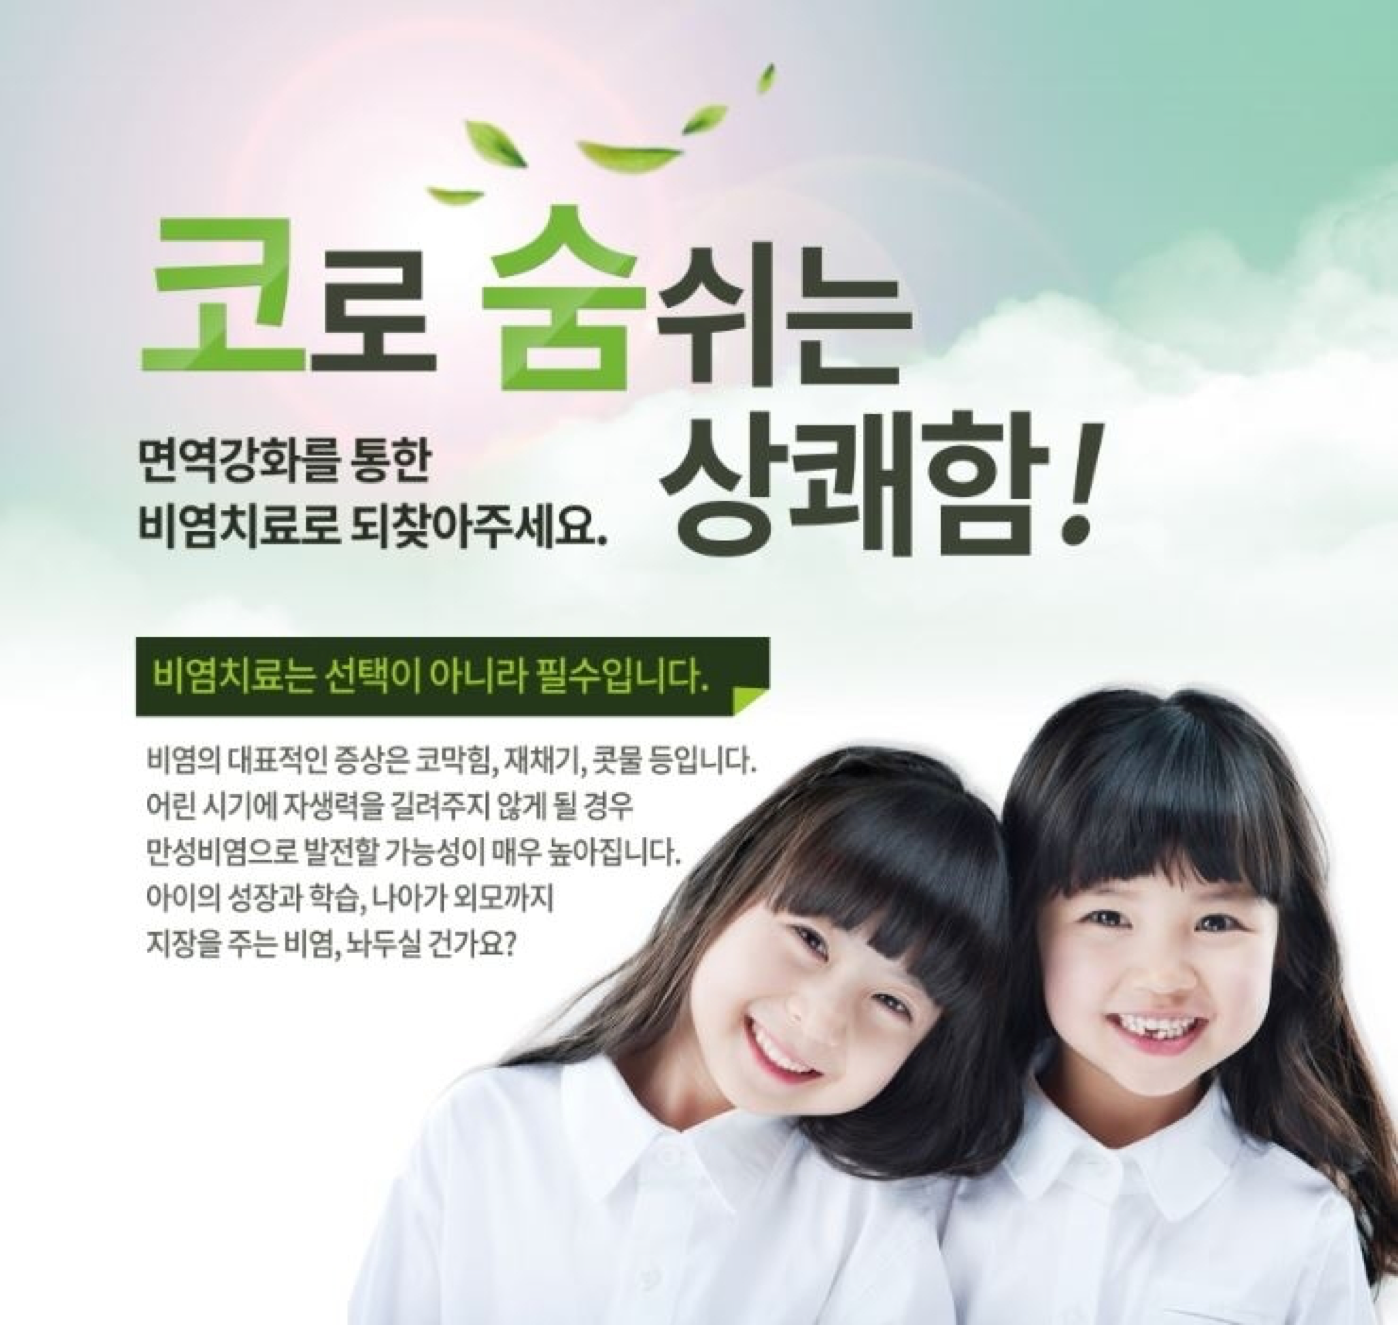 코로 숨쉬는
상쾌함!
면역강화를 통한
비염치료로 되찾아주세요.
비염치료는 선택이 아니라 필수입니다.
비염의 대표적인 증상은 코막힘, 재채기, 콧물 등입니다.
어린 시기에 자생력을 길려주지 않게 될 경우
만성비염으로 발전할 가능성이 매우 높아집니다.
아이의 성장과 학습, 나아가 외모까지
지장을 주는 비염, 놔두실 건가요?